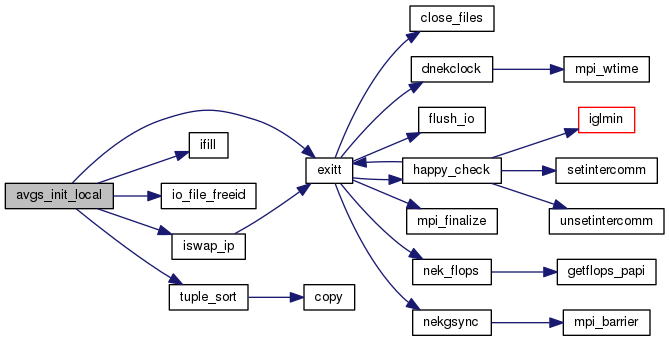 close_files
dnekclock
mpi_wtime
flush_io
iglmin
ifill
exitt
happy_check
setintercomm
avgs_init_local
io_file_freeid
mpi_finalize
unsetintercomm
iswap_ip
nek_flops
getflops_papi
tuple_sort
copy
nekgsync
mpi_barrier